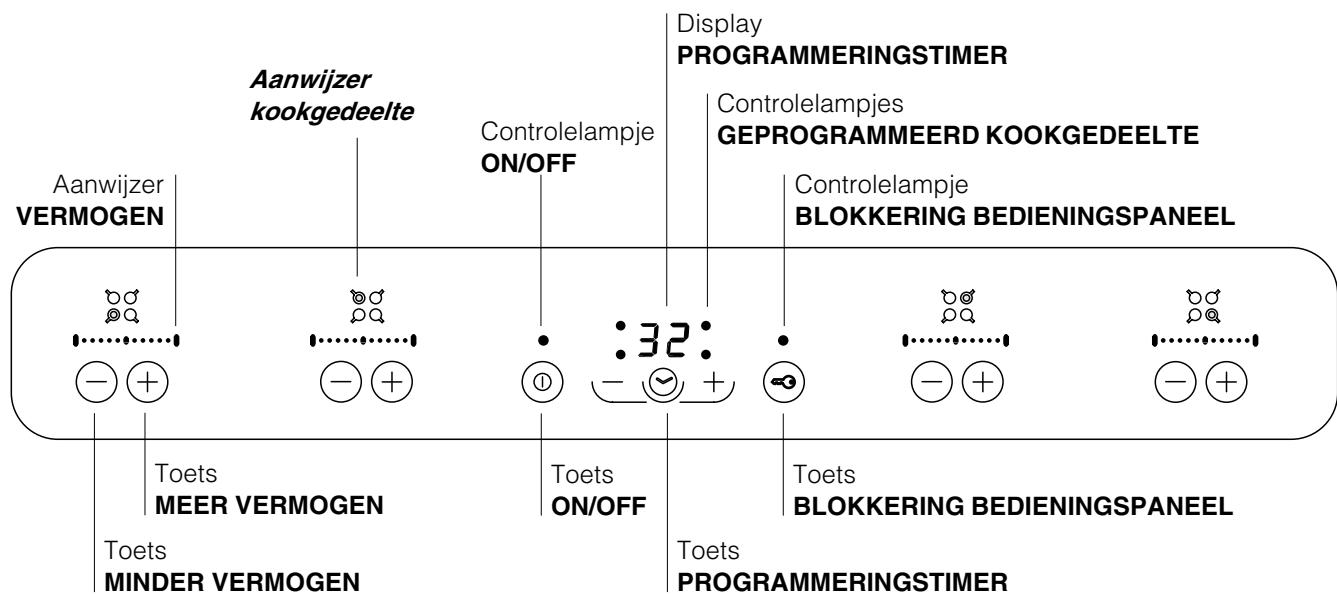 Display
PROGRAMMERINGSTIMER
Aanwijzer
kookgedeelte
Controlelampjes
GEPROGRAMMEERD KOOKGEDEELTE
Controlelampje
ON/OFF
Aanwijzer
VERMOGEN
Controlelampje
BLOKKERING BEDIENINGSPANEEL
32
Toets
MEER VERMOGEN
Toets
ON/OFF
Toets
BLOKKERING BEDIENINGSPANEEL
Toets
MINDER VERMOGEN
Toets
PROGRAMMERINGSTIMER